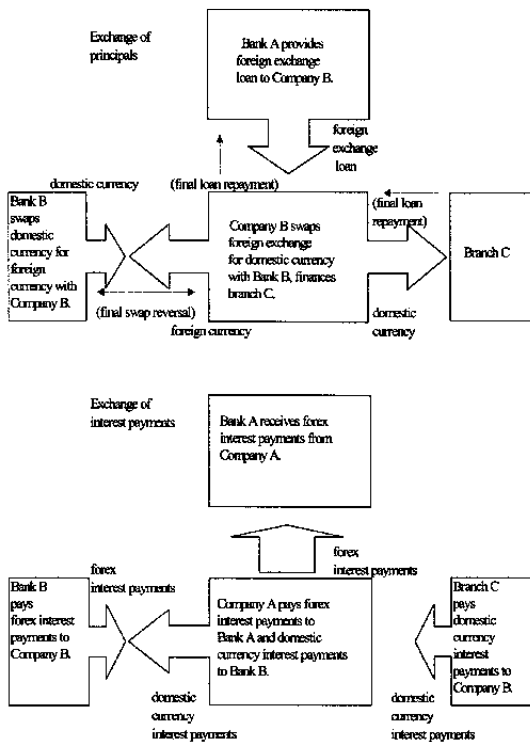 Exchange of
principals
Bank A provides
foreign exchange
loan to Company B.
foreign
exchange
loan
domestic currency
(final loan repayment)
(final loan
repayment)
Bank B
swaps
domestic
currency for
foreign
currency with
Company B.
Company B swaps
foreign exchange
for domestic currency
with Bank B, finances
branch C.
Branch C
(final swap reversal)
foreign currency
domestic
currency
Exchange of
interest payments
Bank A receives forex
interest payments from
Company A.
forex
interest payments
forex
interest payments
Bank B
pays
forex interest
payments to
Company B.
Company A pays forex
interest payments to
Bank A and domestic
currency interest payments
to Bank B.
Branch C
pays
domestic
currency
interest
payments to
Company B.
domestic
currency
interest payments
domestic
currency
interest payments